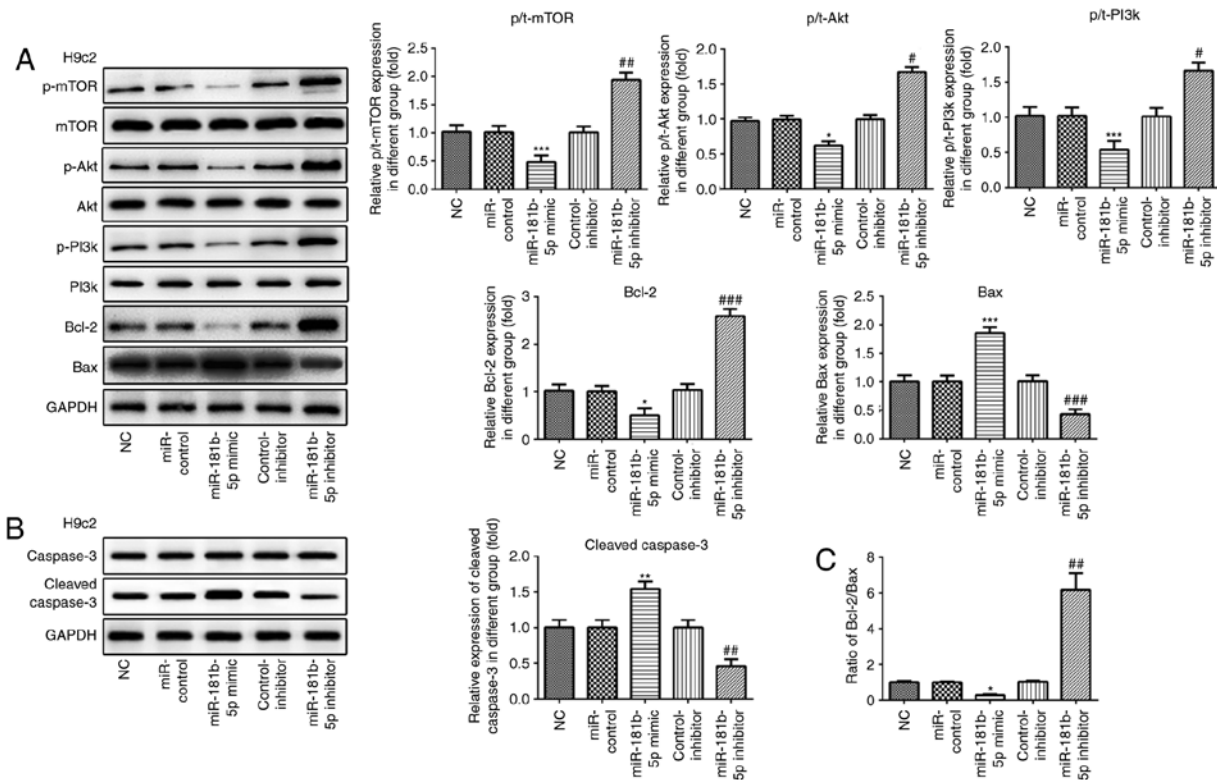 A
H9c2
p-mTOR
mTOR
p-Akt
Akt
p-PI3k
PI3k
Bcl-2
Bax
GAPDH
NC
miR-
control
miR-181b-
5p mimic
Control-
inhibitor
miR-181b-
5p inhibitor
p/t-mTOR
Relative p/t-mTOR expression
in different group (fold)
2.5
2.0
1.5
1.0
0.5
0.0
***
##
NC
miR-
control
miR-181b-
5p mimic
Control-
inhibitor
miR-181b-
5p inhibitor
p/t-Akt
Relative p/t-Akt expression
in different group (fold)
2.0
1.5
1.0
0.5
0.0
*
#
NC
miR-
control
miR-181b-
5p mimic
Control-
inhibitor
miR-181b-
5p inhibitor
p/t-PI3k
Relative p/t-PI3k expression
in different group (fold)
2.0
1.5
1.0
0.5
0.0
***
#
NC
miR-
control
miR-181b-
5p mimic
Control-
inhibitor
miR-181b-
5p inhibitor
Bcl-2
Relative Bcl-2 expression
in different group (fold)
3
2
1
0
*
###
NC
miR-
control
miR-181b-
5p mimic
Control-
inhibitor
miR-181b-
5p inhibitor
Bax
Relative Bax expression
in different group (fold)
2.5
2.0
1.5
1.0
0.5
0.0
***
###
NC
miR-
control
miR-181b-
5p mimic
Control-
inhibitor
miR-181b-
5p inhibitor
B
H9c2
Caspase-3
Cleaved
caspase-3
GAPDH
NC
miR-
control
miR-181b-
5p mimic
Control-
inhibitor
miR-181b-
5p inhibitor
Cleaved caspase-3
Relative expression of cleaved
caspase-3 in different group (fold)
2.0
1.5
1.0
0.5
0.0
**
##
NC
miR-
control
miR-181b-
5p mimic
Control-
inhibitor
miR-181b-
5p inhibitor
C
Ratio of Bcl-2/Bax
8
6
4
2
0
*
##
NC
miR-
control
miR-181b-
5p mimic
Control-
inhibitor
miR-181b-
5p inhibitor